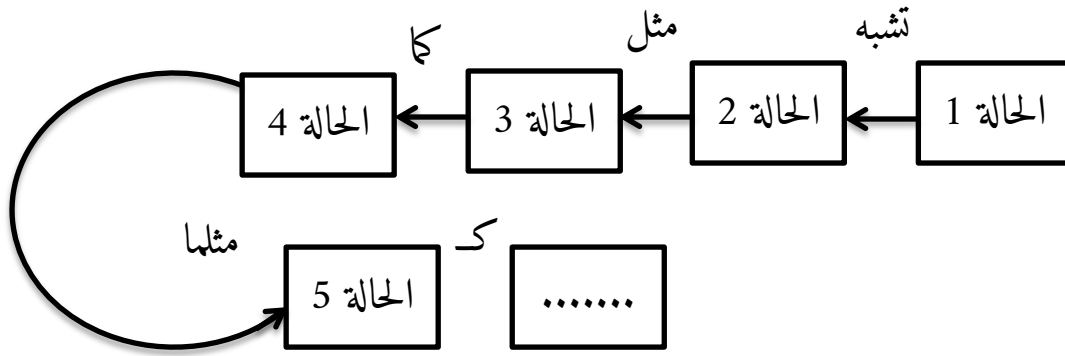 تشبه
مثل
كما
الحالة 1
الحالة 2
الحالة 3
الحالة 4
مثلما
كـ
الحالة 5
.......